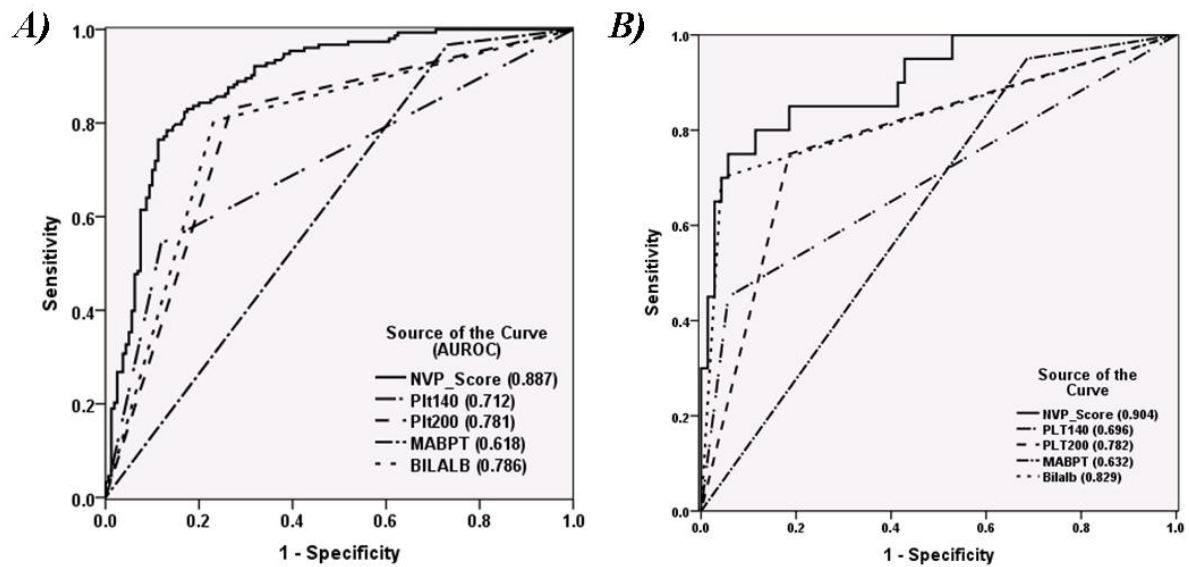 A)
1.0
0.8
0.6
0.4
0.2
0.0
Sensitivity
Source of the Curve
(AUROC)
NVP_Score (0.887)
Plt140 (0.712)
Plt200 (0.781)
MABPT (0.618)
BILALB (0.786)
0.0 0.2 0.4 0.6 0.8 1.0
1 - Specificity
B)
1.0
0.8
0.6
0.4
0.2
0.0
Sensitivity
Source of the
Curve
NVP_Score (0.904)
PLT140 (0.696)
PLT200 (0.782)
MABPT (0.632)
Bilalb (0.829)
0.0 0.2 0.4 0.6 0.8 1.0
1 - Specificity